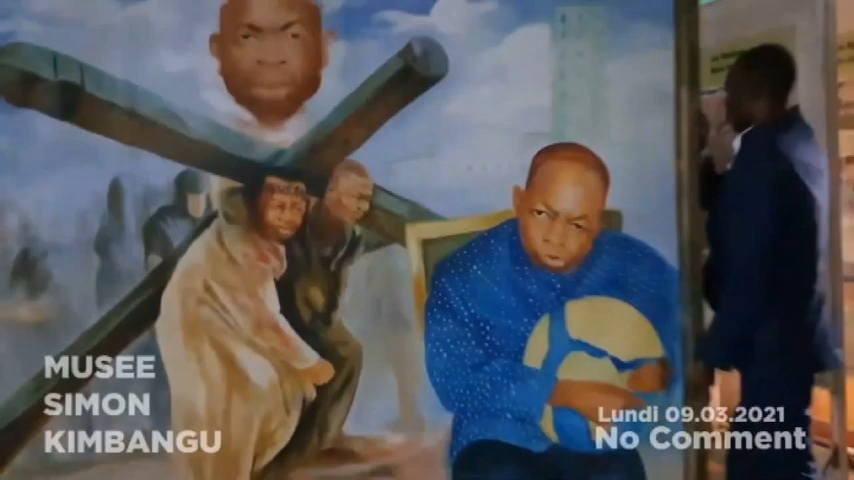 MUSEE
SIMON
KIMBANGU
Lundi 09.03.2021
No Comment